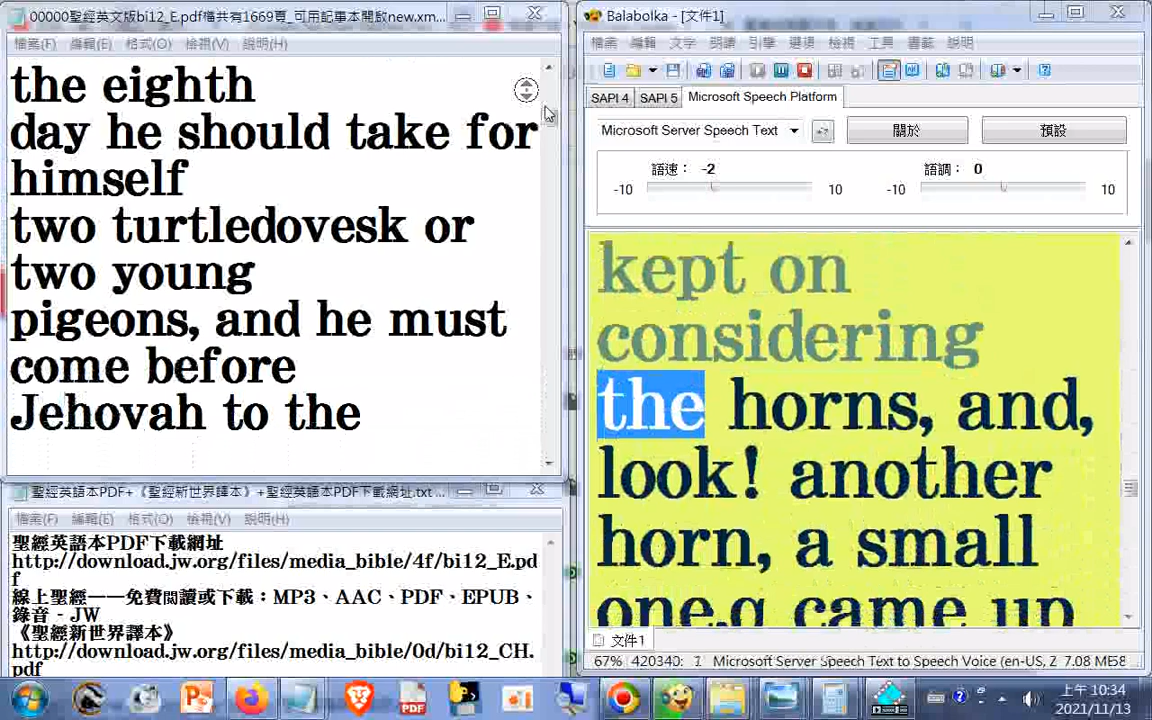 00000聖經英文版bi12_E.pdf檔共有1669頁_可用記事本開啟new.xm...
檔案(F) 編輯(E) 格式(O) 檢視(V) 說明(H)
the eighth
day he should take for
himself
two turtledovesk or
two young
pigeons, and he must
come before
Jehovah to the
聖經英語本PDF+《聖經新世界譯本》+聖經英語本PDF下載網址.txt ...
檔案(F) 編輯(E) 格式(O) 檢視(V) 說明(H)
聖經英語本PDF下載網址
http://download.jw.org/files/media_bible/4f/bi12_E.pd
f
線上聖經——免費閱讀或下載：MP3、AAC、PDF、EPUB、
錄音 - JW
《聖經新世界譯本》
http://download.jw.org/files/media_bible/0d/bi12_CH.
pdf
Balabolka - [文件1]
檔案 編輯 文字 朗讀 引擎 選項 檢視 工具 書籤 說明
SAPI 4 SAPI 5 Microsoft Speech Platform
Microsoft Server Speech Text 關於 預設
語速： -2 語調： 0
-10 10 -10 10
kept on
considering
the horns, and,
look! another
horn, a small
one,g came up
文件1
67% 420340: 1 Microsoft Server Speech Text to Speech Voice (en-US, Z 7.08 ME58
PDF
上午 10:34
2021/11/13